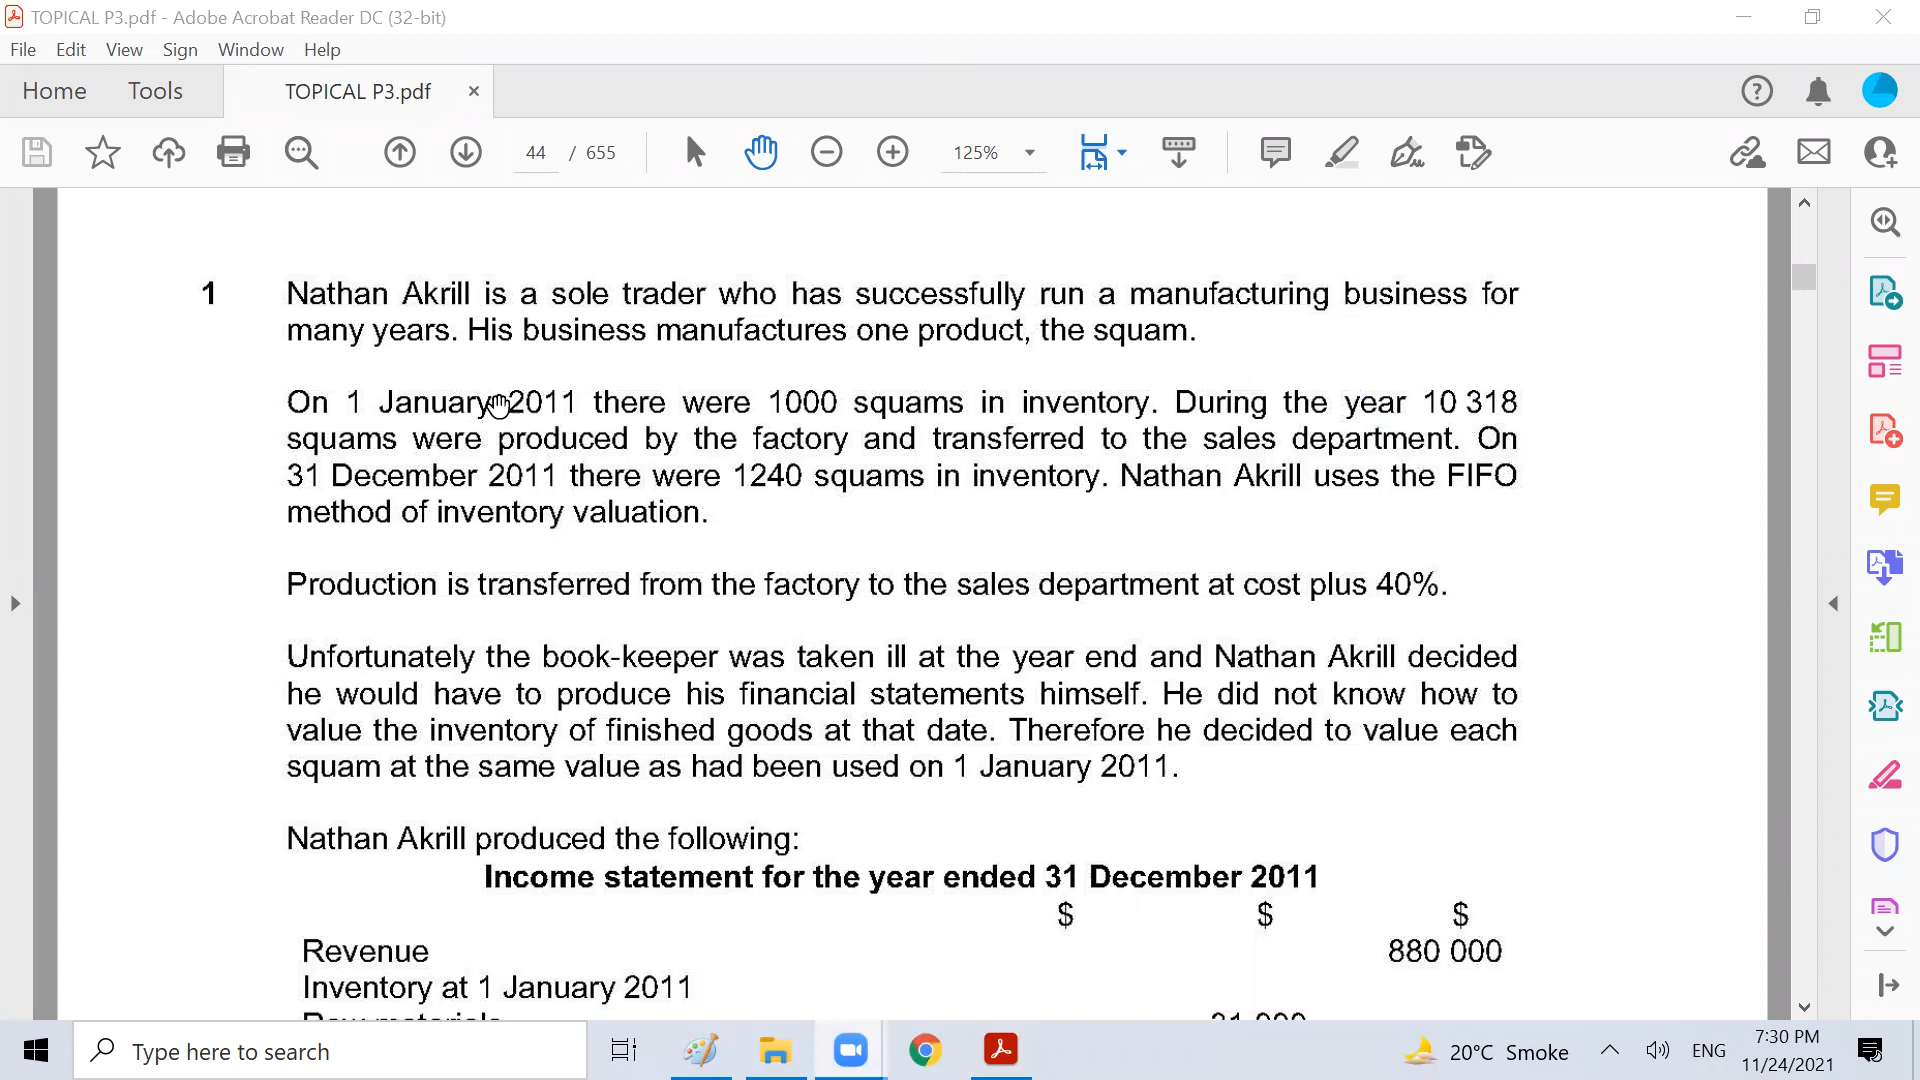 TOPICAL P3.pdf - Adobe Acrobat Reader DC (32-bit)
File Edit View Sign Window Help
Home Tools TOPICAL P3.pdf ×
44 / 655 125%
1 Nathan Akrill is a sole trader who has successfully run a manufacturing business for
many years. His business manufactures one product, the squam.
On 1 January 2011 there were 1000 squams in inventory. During the year 10 318
squams were produced by the factory and transferred to the sales department. On
31 December 2011 there were 1240 squams in inventory. Nathan Akrill uses the FIFO
method of inventory valuation.
Production is transferred from the factory to the sales department at cost plus 40%.
Unfortunately the book-keeper was taken ill at the year end and Nathan Akrill decided
he would have to produce his financial statements himself. He did not know how to
value the inventory of finished goods at that date. Therefore he decided to value each
squam at the same value as had been used on 1 January 2011.
Nathan Akrill produced the following:
Income statement for the year ended 31 December 2011
$ $ $
Revenue 880 000
Inventory at 1 January 2011
Type here to search
20°C Smoke
ENG
7:30 PM
11/24/2021